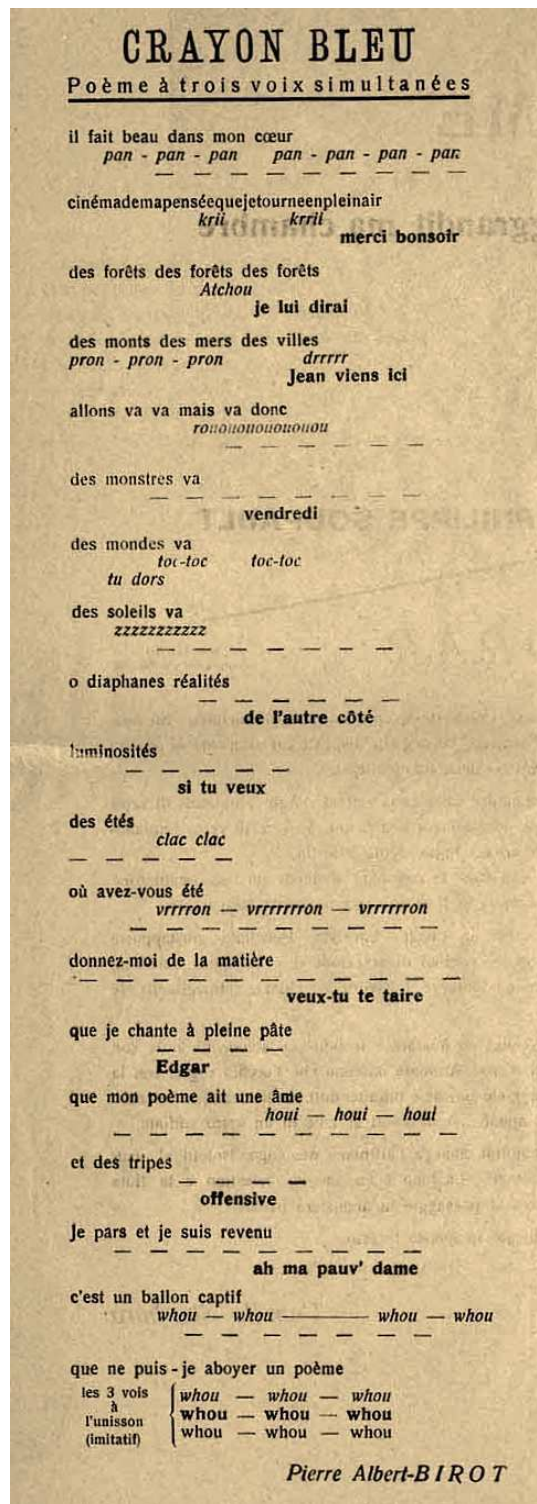 CRAYON BLEU
Poème à trois voix simultanées
il fait beau dans mon cœur
pan - pan - pan pan - pan - pan - pan
— — — — — — — —
cinémademapenséequejetourneenpleinair
krii krrii
merci bonsoir
des forêts des forêts des forêts
Atchou
je lui dirai
des monts des mers des villes
pron - pron - pron drrrrr
Jean viens ici
allons va va mais va donc
rouououououououou
— — — — — —
des monstres va
— — — — — — — —
vendredi
des mondes va
toc-toc toc-toc
tu dors
des soleils va
zzzzzzzzzzz
— — — — — — —
o diaphanes réalités
— — — — — —
de l'autre côté
luminosités
— — — — —
si tu veux
des étés
clac clac
— — — — —
où avez-vous été
vrrrron — vrrrrrrron — vrrrrrron
— — — — — — — — —
donnez-moi de la matière
— — — — — — — — — — —
veux-tu te taire
que je chante à pleine pâte
— — — —
Edgar
que mon poème ait une âme
houi — houi — houi
— — — — — — — — — —
et des tripes
— — — —
offensive
Je pars et je suis revenu
— — — — — — — —
ah ma pauv' dame
c'est un ballon captif
whou — whou ———— whou — whou
— — — — — — —
que ne puis-je aboyer un poème
les 3 voix
à
l'unisson
(imitatif)
whou — whou — whou
whou — whou — whou
whou — whou — whou
Pierre Albert-BIROT